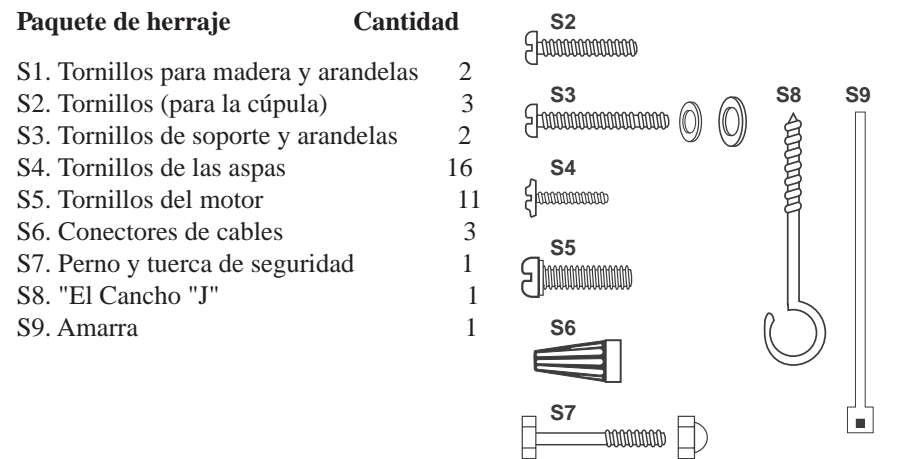 Paquete de herraje Cantidad
S1. Tornillos para madera y arandelas 2
S2. Tornillos (para la cúpula) 3
S3. Tornillos de soporte y arandelas 2
S4. Tornillos de las aspas 16
S5. Tornillos del motor 11
S6. Conectores de cables 3
S7. Perno y tuerca de seguridad 1
S8. "El Cancho "J" 1
S9. Amarra 1
S2
S3
S8
S9
S4
S5
S6
S7